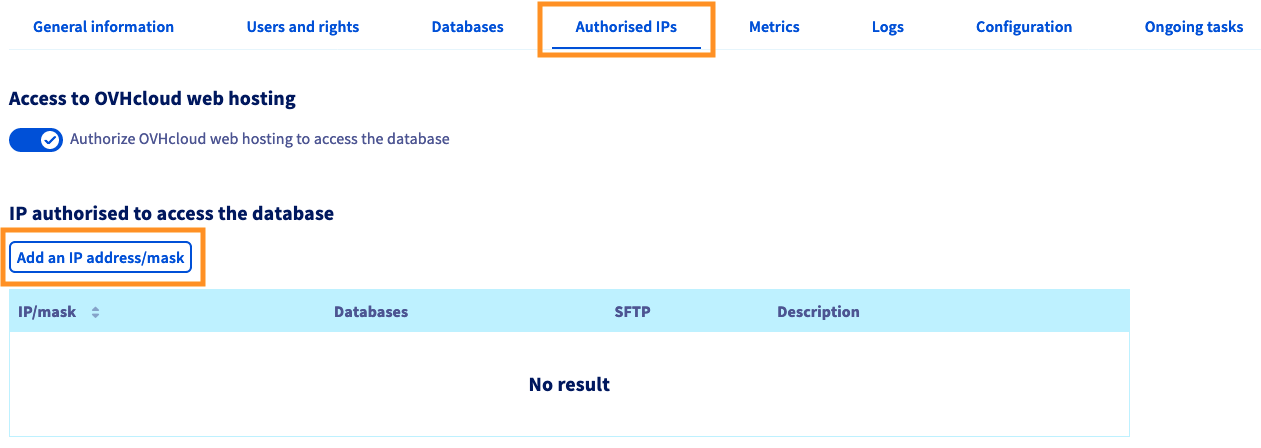 General information Users and rights Databases Authorised IPs Metrics Logs Configuration Ongoing tasks
Access to OVHcloud web hosting
Authorize OVHcloud web hosting to access the database
IP authorised to access the database
Add an IP address/mask
IP/mask Databases SFTP Description
No result